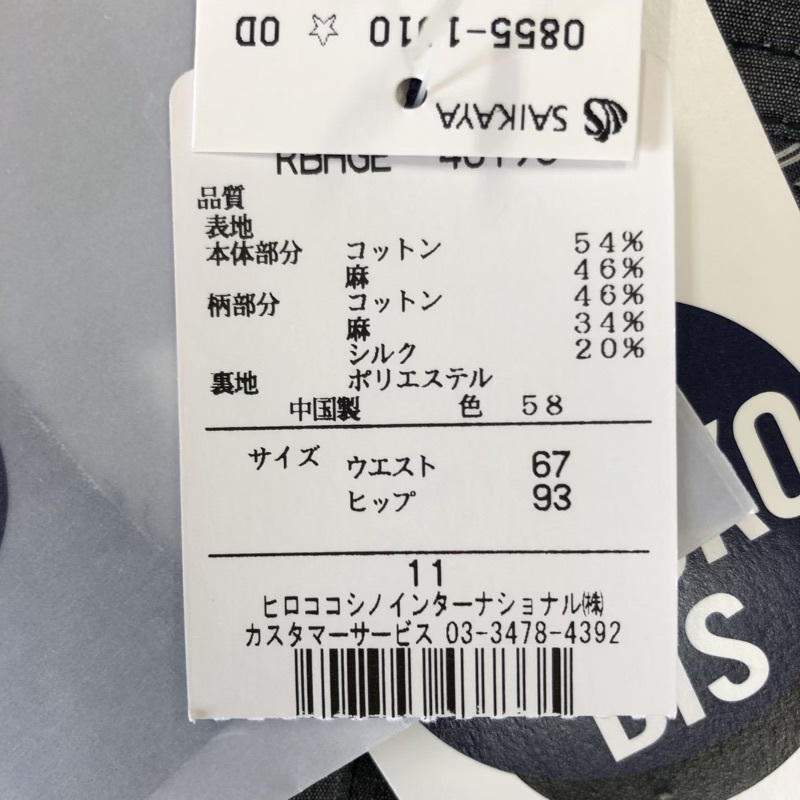 0855-1010 ☆ OD
SAIKAYA
RBHGE
品質
表地
本体部分 コットン 54%
麻 46%
柄部分 コットン 46%
麻 34%
シルク 20%
裏地 ポリエステル
中国製 色 58
サイズ ウエスト 67
ヒップ 93
11
ヒロココシノインターナショナル㈱
カスタマーサービス 03-3478-4392
BIS